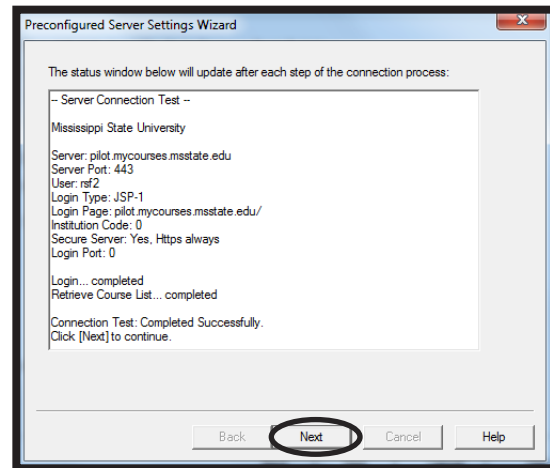 Preconfigured Server Settings Wizard
The status window below will update after each step of the connection process:
-- Server Connection Test --
Mississippi State University
Server: pilot.mycourses.msstate.edu
Server Port: 443
User: rsf2
Login Type: JSP-1
Login Page: pilot.mycourses.msstate.edu/
Institution Code: 0
Secure Server: Yes, Https always
Login Port: 0
Login... completed
Retrieve Course List... completed
Connection Test: Completed Successfully.
Click [Next] to continue.
Back Next Cancel Help